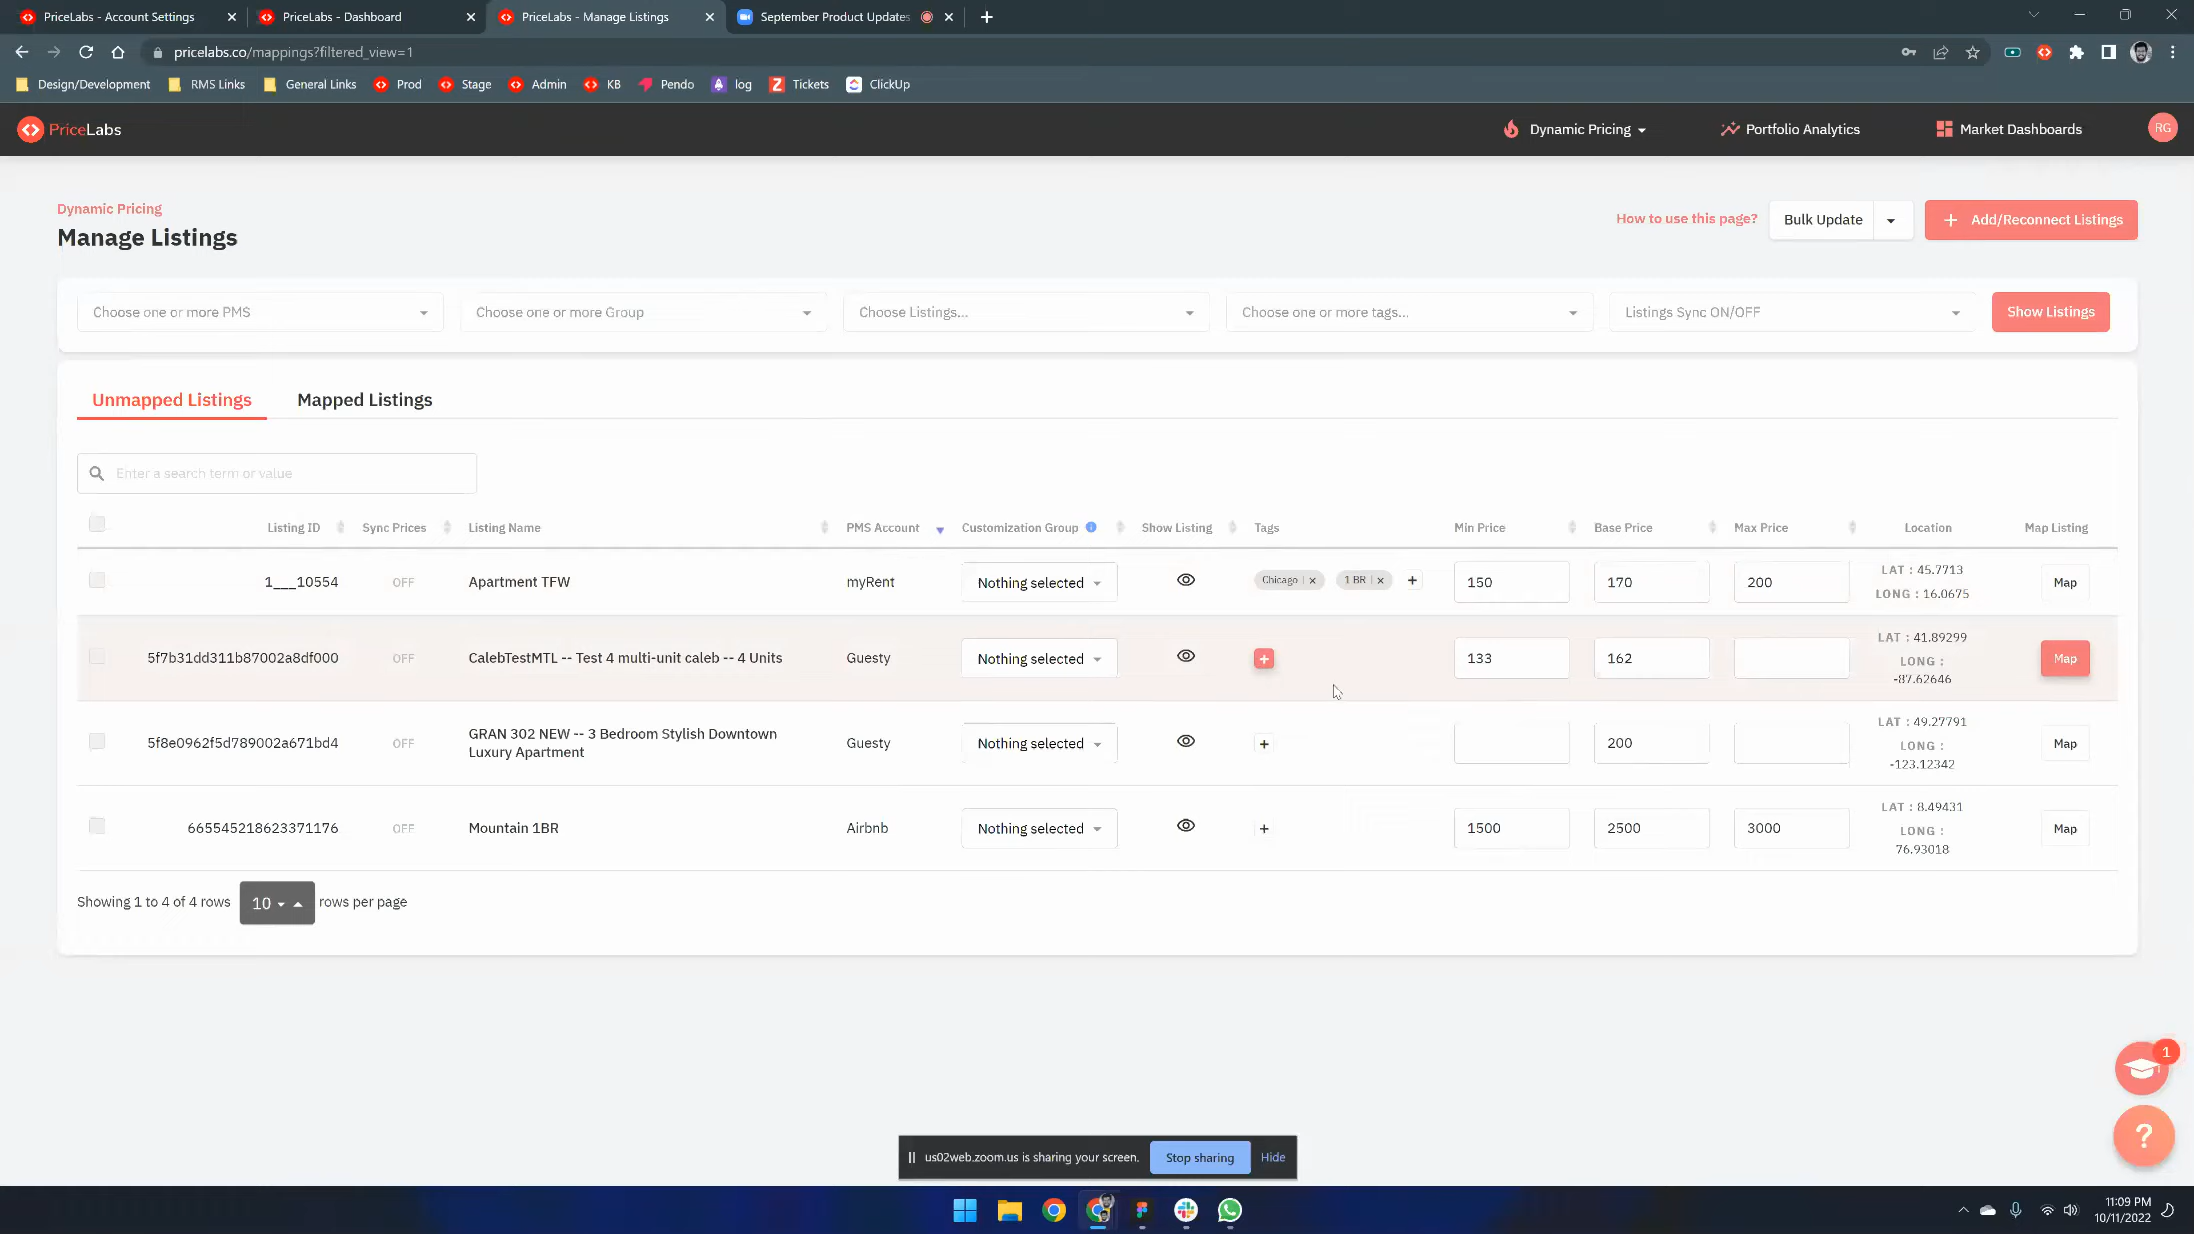 PriceLabs - Account Settings
PriceLabs - Dashboard
PriceLabs - Manage Listings
September Product Updates
pricelabs.co/mappings?filtered_view=1
Design/Development
RMS Links
General Links
Prod
Stage
Admin
KB
Pendo
log
Tickets
ClickUp
PriceLabs
Dynamic Pricing
Portfolio Analytics
Market Dashboards
RG
Dynamic Pricing
Manage Listings
How to use this page?
Bulk Update
Add/Reconnect Listings
Choose one or more PMS
Choose one or more Group
Choose Listings...
Choose one or more tags...
Listings Sync ON/OFF
Show Listings
Unmapped Listings
Mapped Listings
Enter a search term or value
Listing ID
Sync Prices
Listing Name
PMS Account
Customization Group
Show Listing
Tags
Min Price
Base Price
Max Price
Location
Map Listing
1___10554
OFF
Apartment TFW
myRent
Nothing selected
Chicago
1 BR
150
170
200
LAT : 45.7713
LONG : 16.0675
Map
5f7b31dd311b87002a8df000
OFF
CalebTestMTL -- Test 4 multi-unit caleb -- 4 Units
Guesty
Nothing selected
133
162
LAT : 41.89299
LONG :
-87.62646
Map
5f8e0962f5d789002a671bd4
OFF
GRAN 302 NEW -- 3 Bedroom Stylish Downtown
Luxury Apartment
Guesty
Nothing selected
200
LAT : 49.27791
LONG :
-123.12342
Map
665545218623371176
OFF
Mountain 1BR
Airbnb
Nothing selected
1500
2500
3000
LAT : 8.49431
LONG :
76.93018
Map
Showing 1 to 4 of 4 rows
10
rows per page
1
?
us02web.zoom.us is sharing your screen.
Stop sharing
Hide
11:09 PM
10/11/2022